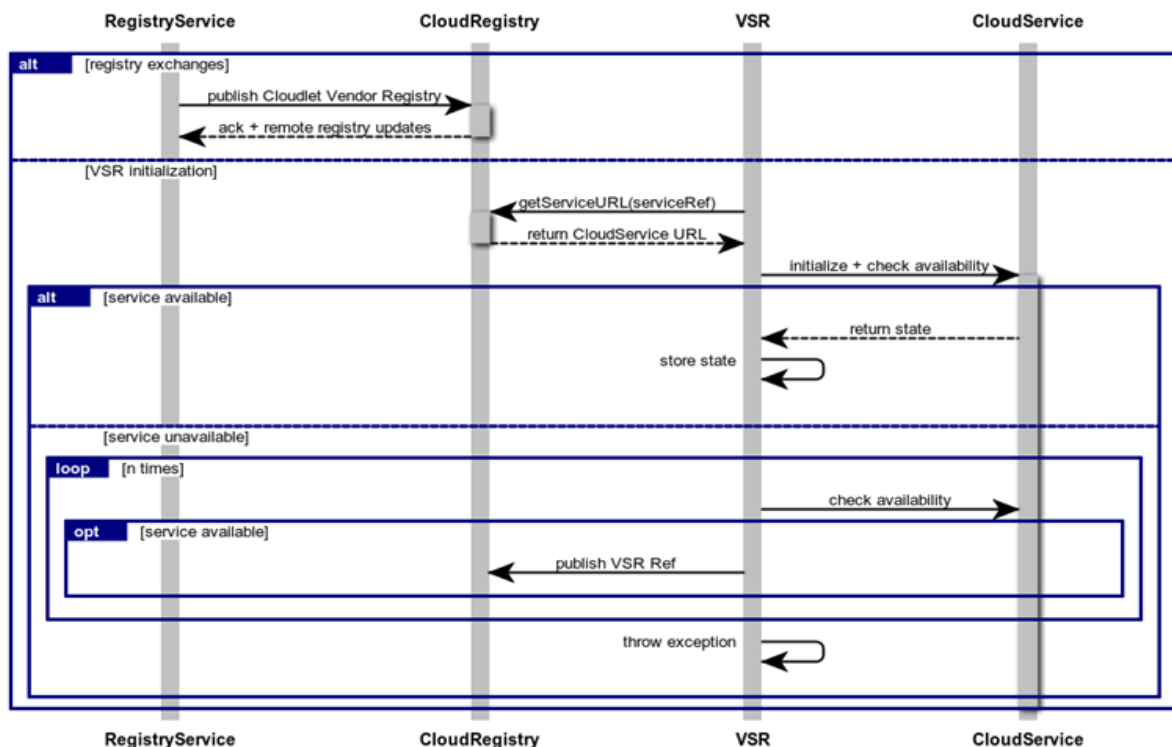 RegistryService CloudRegistry VSR CloudService
alt [registry exchanges]
publish Cloudlet Vendor Registry
ack + remote registry updates
[VSR initialization]
getServiceURL(serviceRef)
return CloudService URL
initialize + check availability
alt [service available]
return state
store state
[service unavailable]
loop [n times]
check availability
opt [service available]
publish VSR Ref
throw exception
RegistryService CloudRegistry VSR CloudService